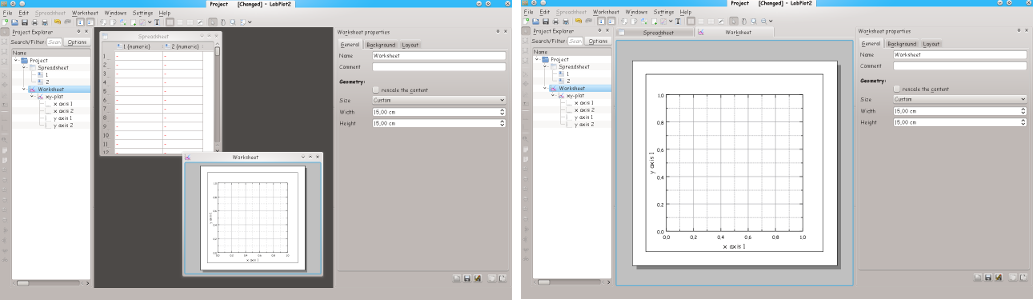 Project [Changed] - LabPlot2
File Edit Spreadsheet Worksheet Windows Settings Help
Project Explorer
Search/Filter: Options
Name
Project
Spreadsheet
1
2
Worksheet
xy-plot
x axis 1
x axis 2
y axis 1
y axis 2
Spreadsheet
1 {numeric} 2 {numeric}
1
2
3
4
5
6
7
8
9
10
11
12
Worksheet
x axis 1
Worksheet properties
General Background Layout
Name Worksheet
Comment
Geometry:
rescale the content
Size Custom
Width 15,00 cm
Height 15,00 cm
Project [Changed] - LabPlot2
File Edit Spreadsheet Worksheet Windows Settings Help
Project Explorer
Search/Filter: Options
Name
Project
Spreadsheet
1
2
Worksheet
xy-plot
x axis 1
x axis 2
y axis 1
y axis 2
Spreadsheet Worksheet
1.0
0.8
0.6
0.4
0.2
0.0
y axis 1
0.0 0.2 0.4 0.6 0.8 1.0
x axis 1
Worksheet properties
General Background Layout
Name Worksheet
Comment
Geometry:
rescale the content
Size Custom
Width 15,00 cm
Height 15,00 cm